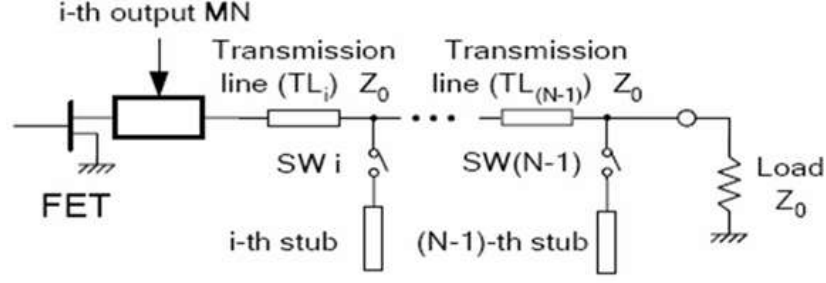 i-th output MN
Transmission line (TLi) Z0
Transmission line (TL(N-1)) Z0
SW i
SW(N-1)
Load Z0
FET
i-th stub
(N-1)-th stub